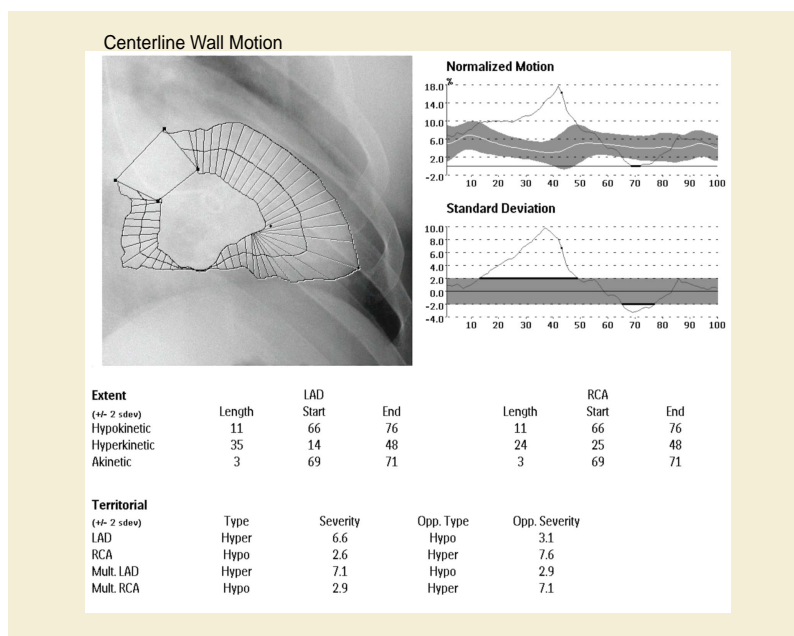 Centerline Wall Motion
Normalized Motion
%
18.0
14.0
10.0
6.0
2.0
-2.0
10 20 30 40 50 60 70 80 90 100
Standard Deviation
10.0
8.0
6.0
4.0
2.0
0.0
-2.0
-4.0
10 20 30 40 50 60 70 80 90 100
Extent LAD RCA
(+/- 2 sdev) Length Start End Length Start End
Hypokinetic 11 66 76 11 66 76
Hyperkinetic 35 14 48 24 25 48
Akinetic 3 69 71 3 69 71
Territorial
(+/- 2 sdev) Type Severity Opp. Type Opp. Severity
LAD Hyper 6.6 Hypo 3.1
RCA Hypo 2.6 Hyper 7.6
Mult. LAD Hyper 7.1 Hypo 2.9
Mult. RCA Hypo 2.9 Hyper 7.1